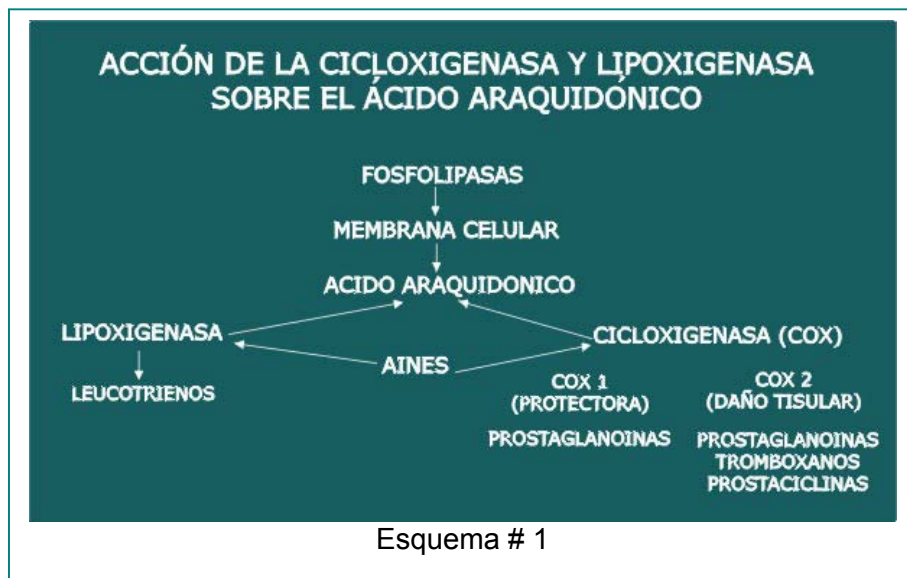 ACCIÓN DE LA CICLOXIGENASA Y LIPOXIGENASA
SOBRE EL ÁCIDO ARAQUIDÓNICO
FOSFOLIPASAS
MEMBRANA CELULAR
ACIDO ARAQUIDONICO
LIPOXIGENASA
CICLOXIGENASA (COX)
AINES
LEUCOTRIENOS
COX 1
(PROTECTORA)
PROSTAGLANOINAS
COX 2
(DAÑO TISULAR)
PROSTAGLANOINAS
TROMBOXANOS
PROSTACICLINAS
Esquema # 1